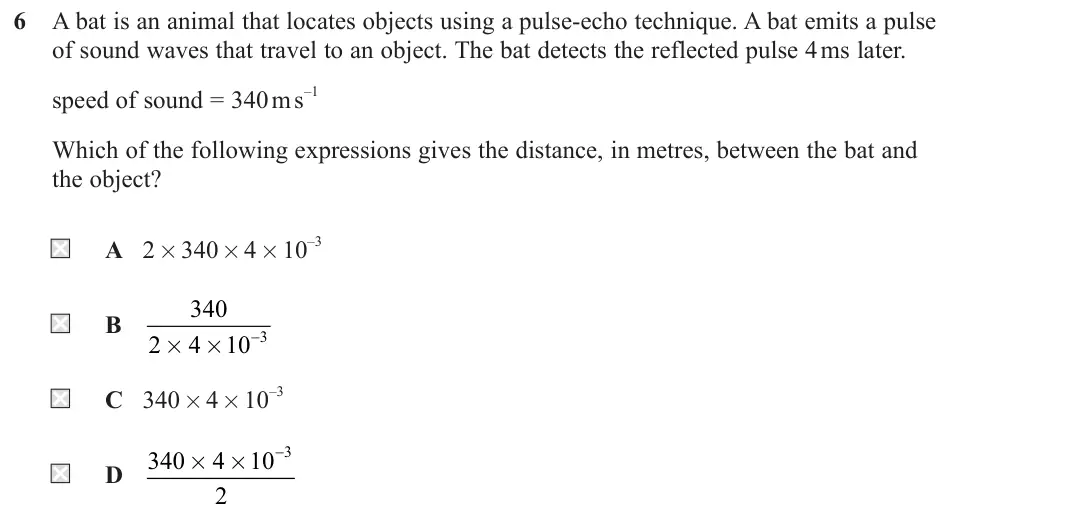 6 A bat is an animal that locates objects using a pulse-echo technique. A bat emits a pulse
of sound waves that travel to an object. The bat detects the reflected pulse 4 ms later.
speed of sound = 340 m s⁻¹
Which of the following expressions gives the distance, in metres, between the bat and
the object?
A 2 × 340 × 4 × 10⁻³
B 340
2 × 4 × 10⁻³
C 340 × 4 × 10⁻³
D 340 × 4 × 10⁻³
2